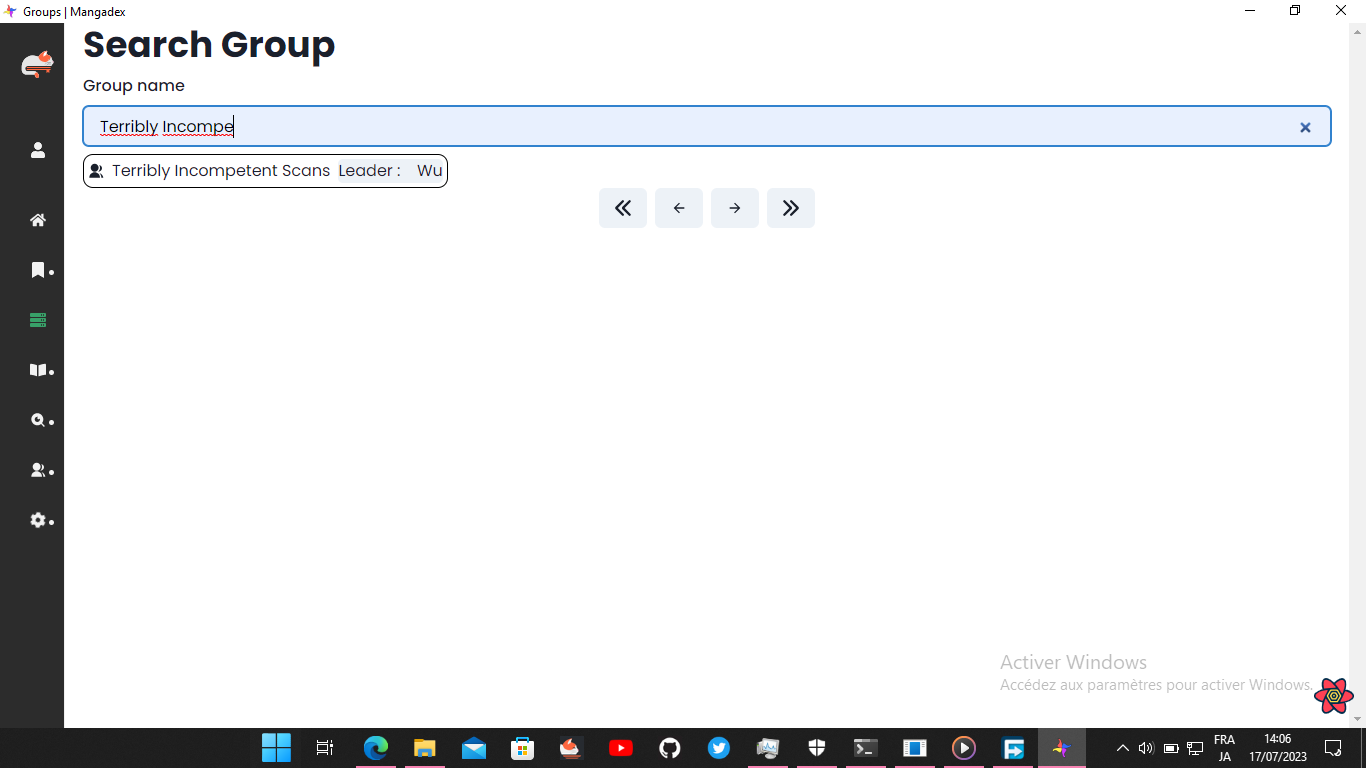 Groups | Mangadex
Search Group
Group name
Terribly Incompe
Terribly Incompetent Scans Leader : Wu
Activer Windows
Accédez aux paramètres pour activer Windows.
FRA
JA
14:06
17/07/2023